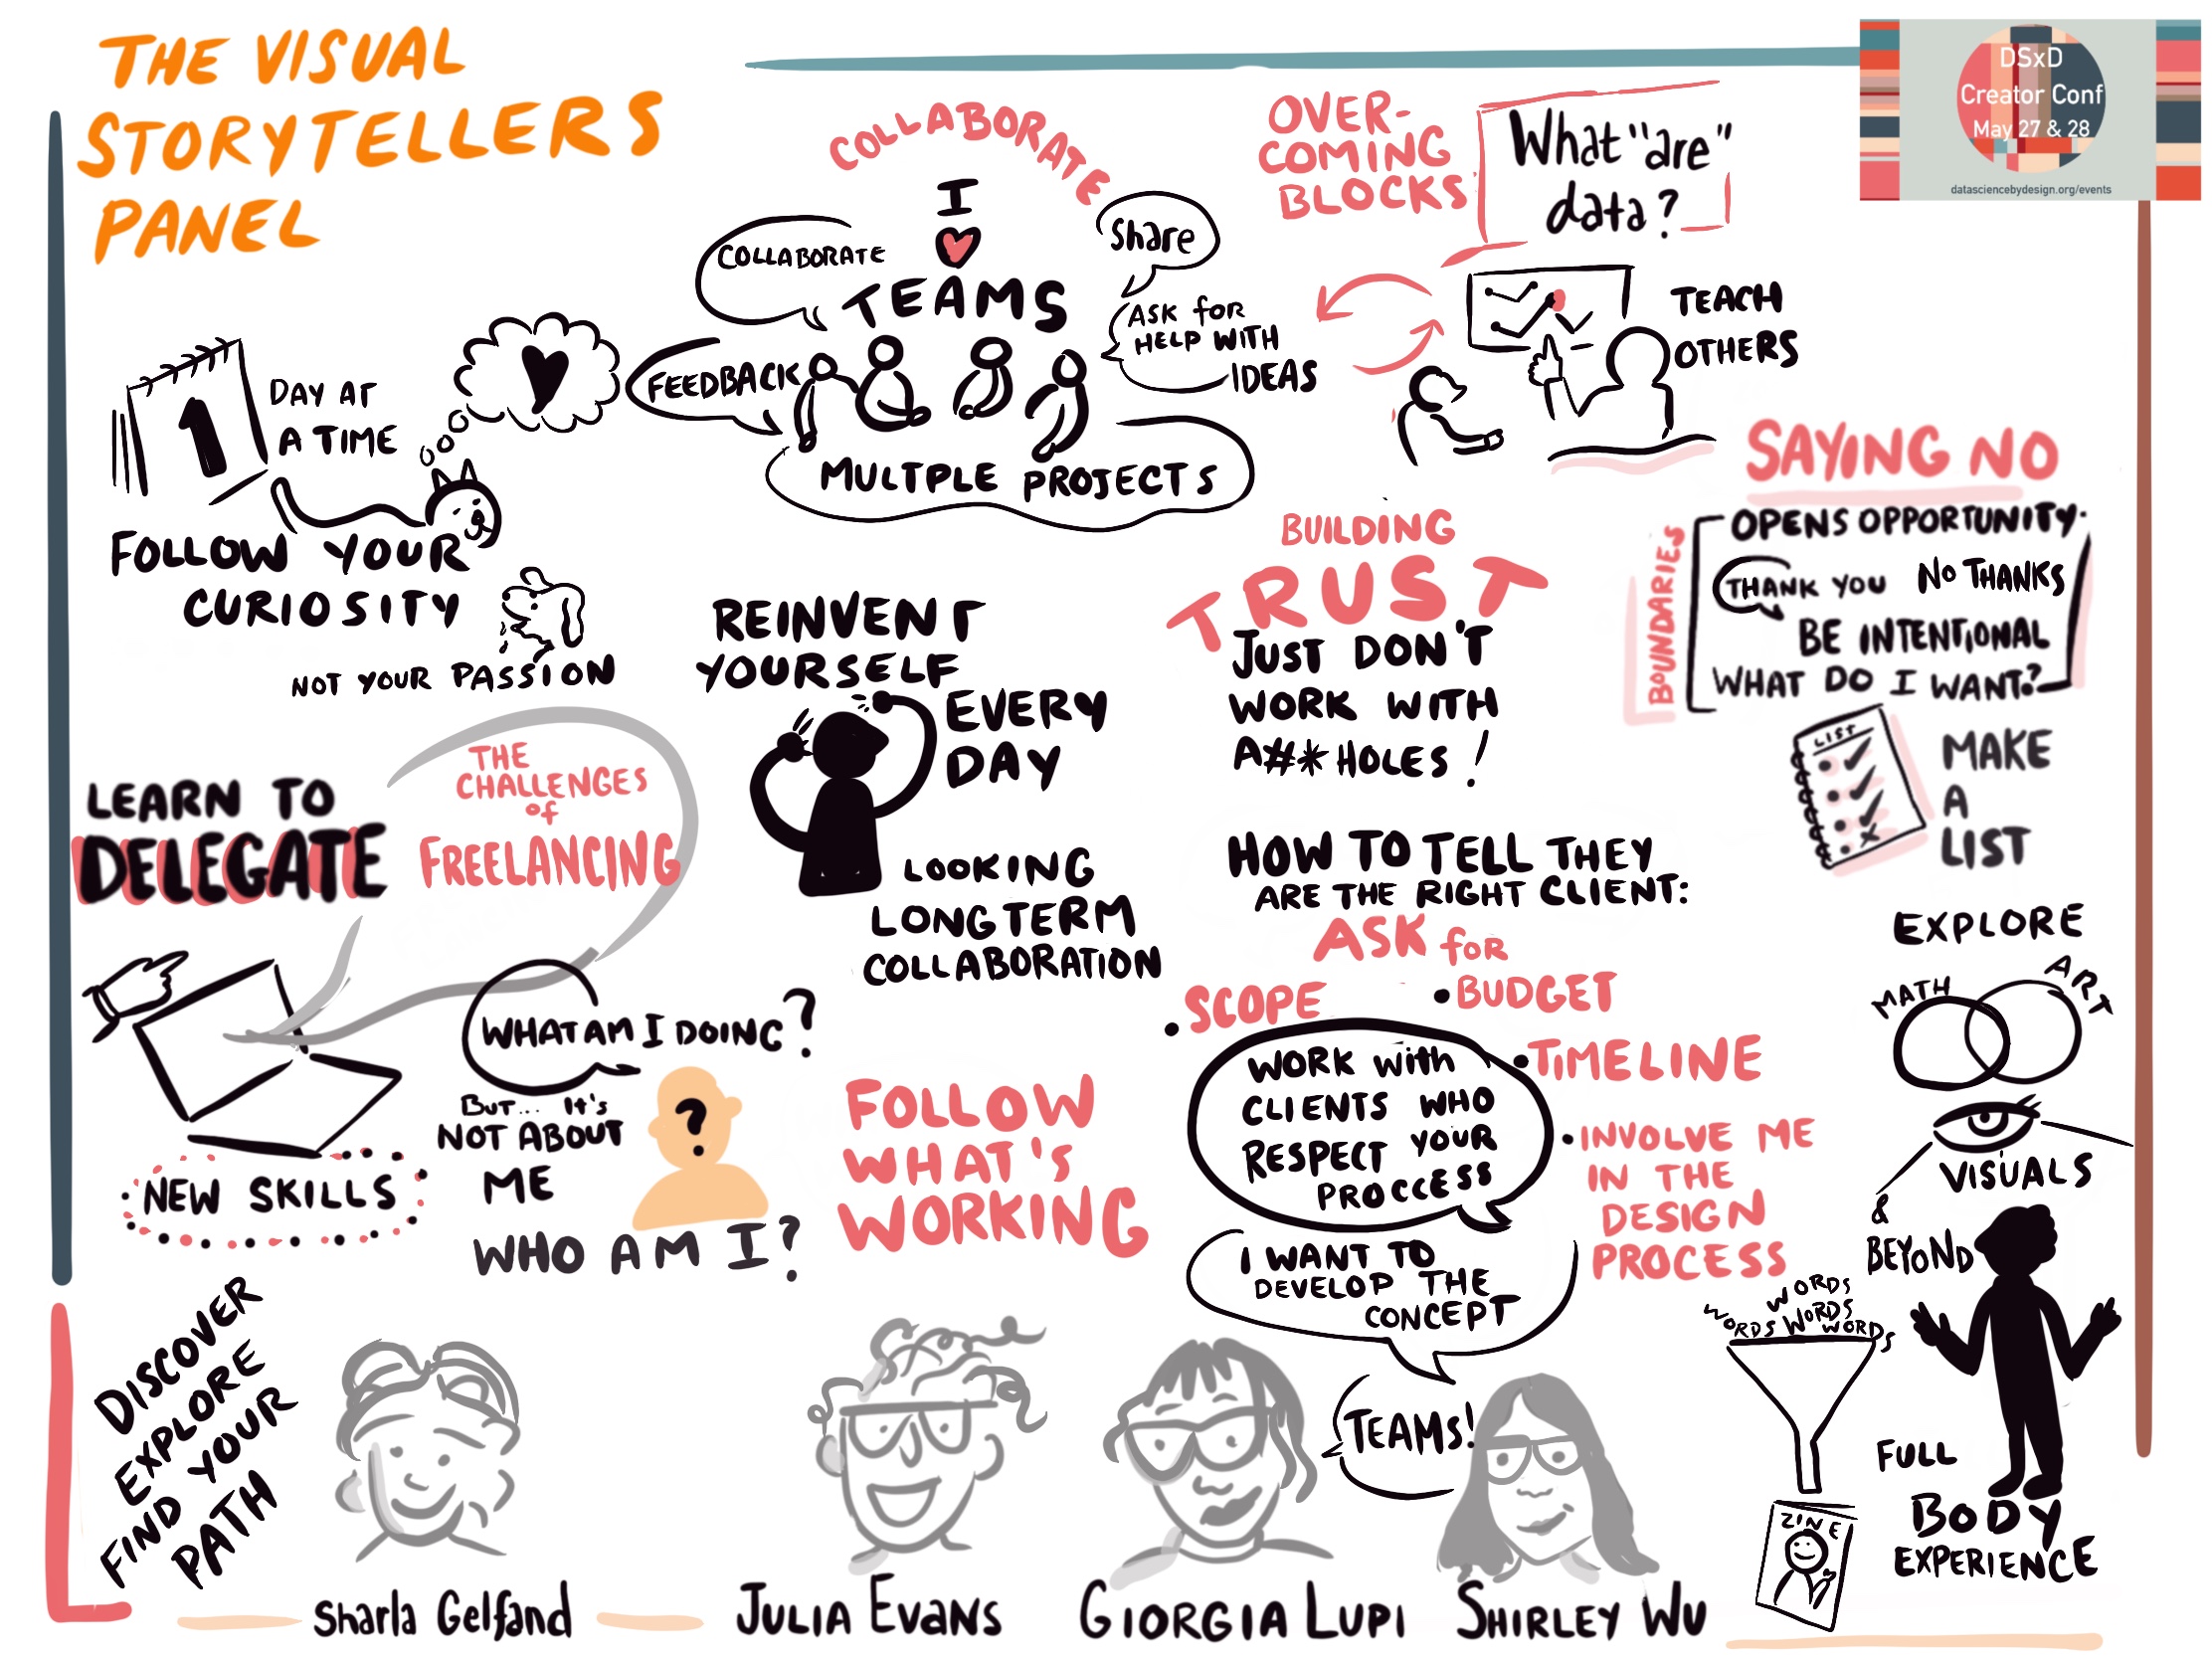 THE VISUAL
STORYTELLERS
PANEL
DSxD
Creator Conf
May 27 & 28
datasciencebydesign.org/events
COLLABORATE
I
TEAMS
COLLABORATE
Share
FEEDBACK
ASK for
HELP WITH
IDEAS
MULTPLE PROJECTS
OVER-
COMING
BLOCKS
What "are"
data?
TEACH
OTHERS
1
DAY AT
A TIME
FOLLOW YOUR
CURIOSITY
NOT YOUR PASSION
SAYING NO
BOUNDARIES
OPENS OPPORTUNITY.
THANK YOU NO THANKS
BE INTENTIONAL
WHAT DO I WANT?
LIST
MAKE
A
LIST
BUILDING
TRUST
JUST DON'T
WORK WITH
A#*HOLES!
REINVENT
YOURSELF
EVERY
DAY
LOOKING
LONG TERM
COLLABORATION
LEARN TO
DELEGATE
THE
CHALLENGES
of
FREELANCING
NEW SKILLS
WHAT AM I DOING?
BUT... It's
NOT ABOUT
ME
?
WHO AM I?
FOLLOW
WHAT'S
WORKING
HOW TO TELL THEY
ARE THE RIGHT CLIENT:
ASK for
• SCOPE
• BUDGET
• TIMELINE
• INVOLVE ME
IN THE
DESIGN
PROCESS
WORK with
CLIENTS WHO
RESPECT YOUR
PROCCESS
I WANT TO
DEVELOP THE
CONCEPT
TEAMS!
EXPLORE
MATH
ART
VISUALS
&
BEYOND
WORDS
WORDS WORDS WORDS
ZINE
FULL
BODY
EXPERIENCE
DISCOVER
EXPLORE
FIND YOUR
PATH
Sharla Gelfand
JULIA EVANS
GIORGIA LUPI
SHIRLEY WU